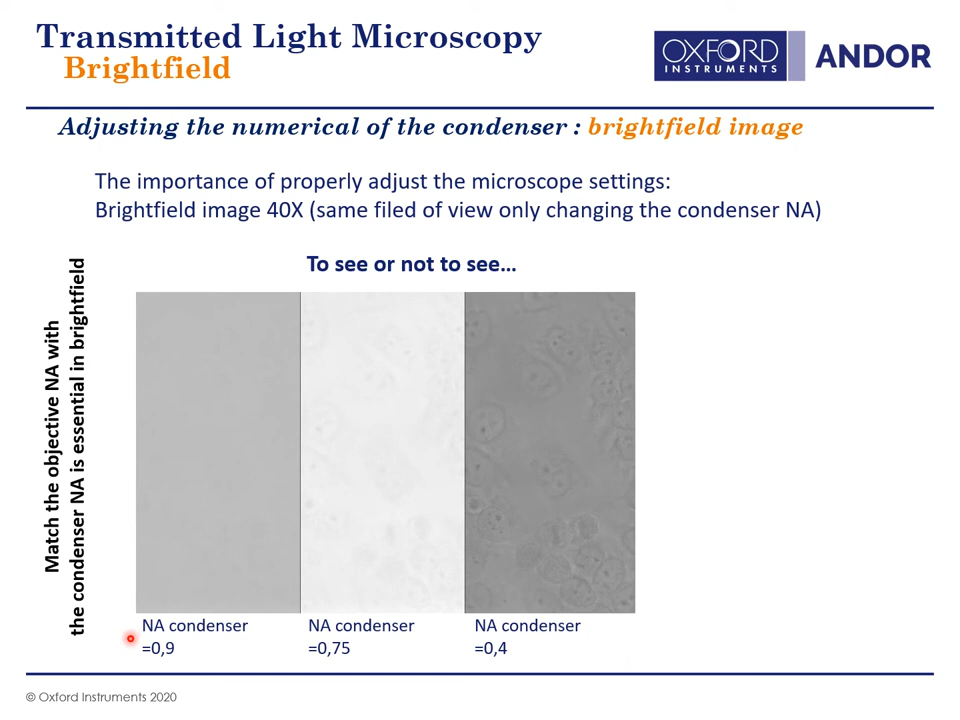 Transmitted Light Microscopy
Brightfield
OXFORD
INSTRUMENTS
ANDOR
Adjusting the numerical of the condenser : brightfield image
The importance of properly adjust the microscope settings:
Brightfield image 40X (same filed of view only changing the condenser NA)
To see or not to see...
Match the objective NA with
the condenser NA is essential in brightfield
NA condenser
=0,9
NA condenser
=0,75
NA condenser
=0,4
© Oxford Instruments 2020